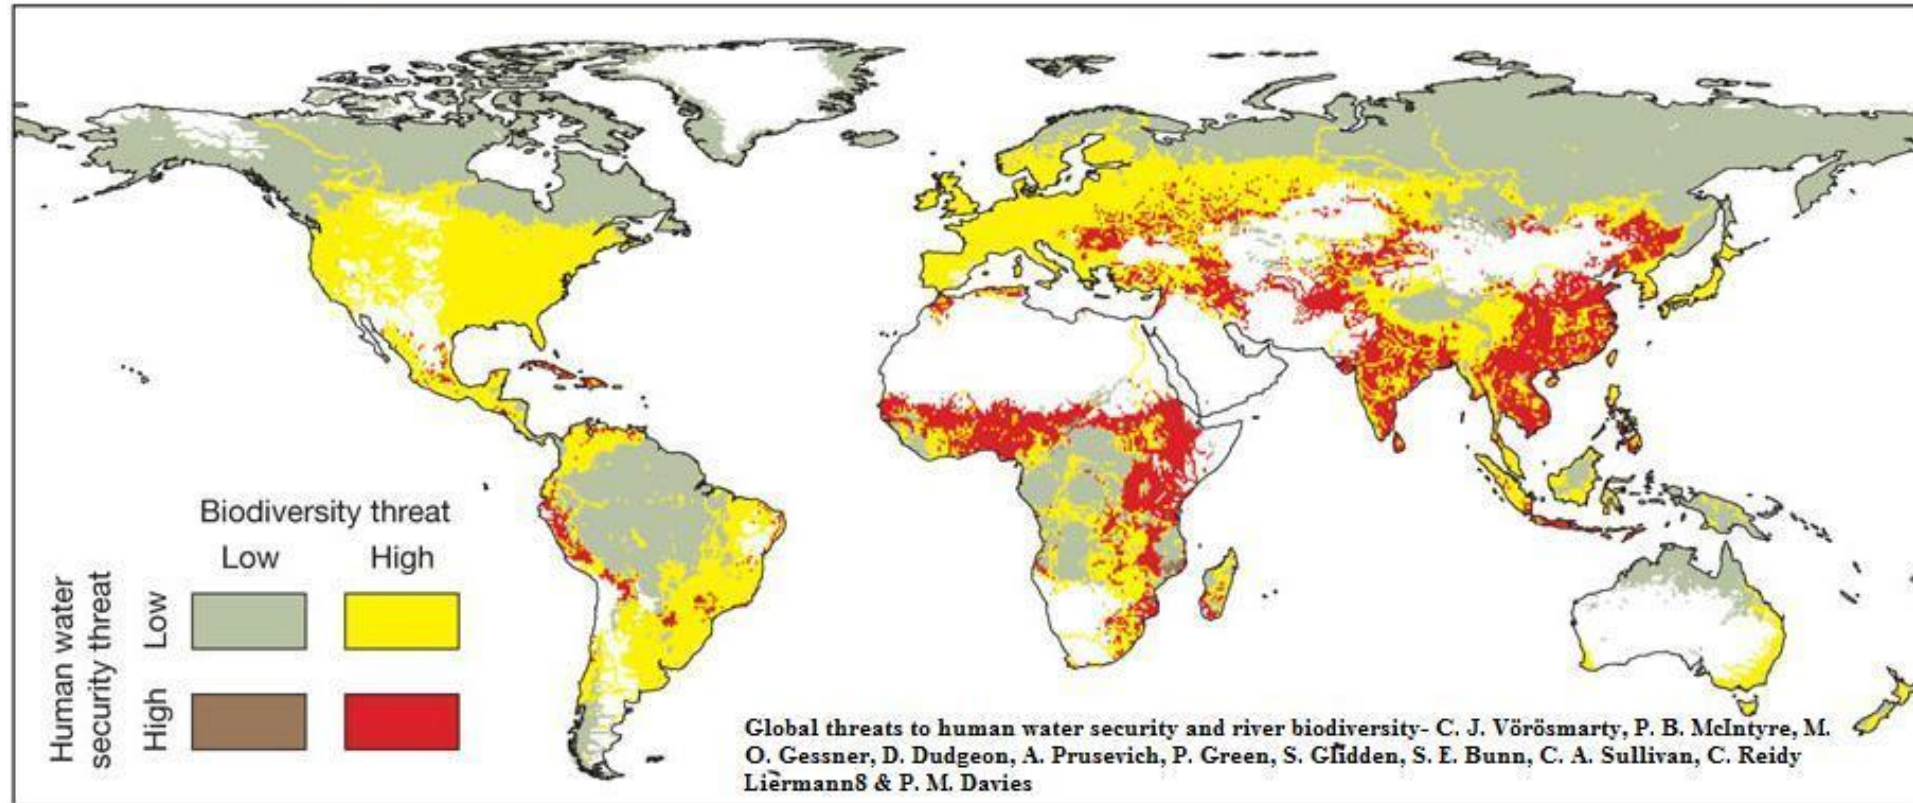 Biodiversity threat
Low High
Human water
security threat
Low
High
Global threats to human water security and river biodiversity- C. J. Vörösmarty, P. B. McIntyre, M.
O. Gessner, D. Dudgeon, A. Prusevich, P. Green, S. Glidden, S. E. Bunn, C. A. Sullivan, C. Reidy
Liermann8 & P. M. Davies